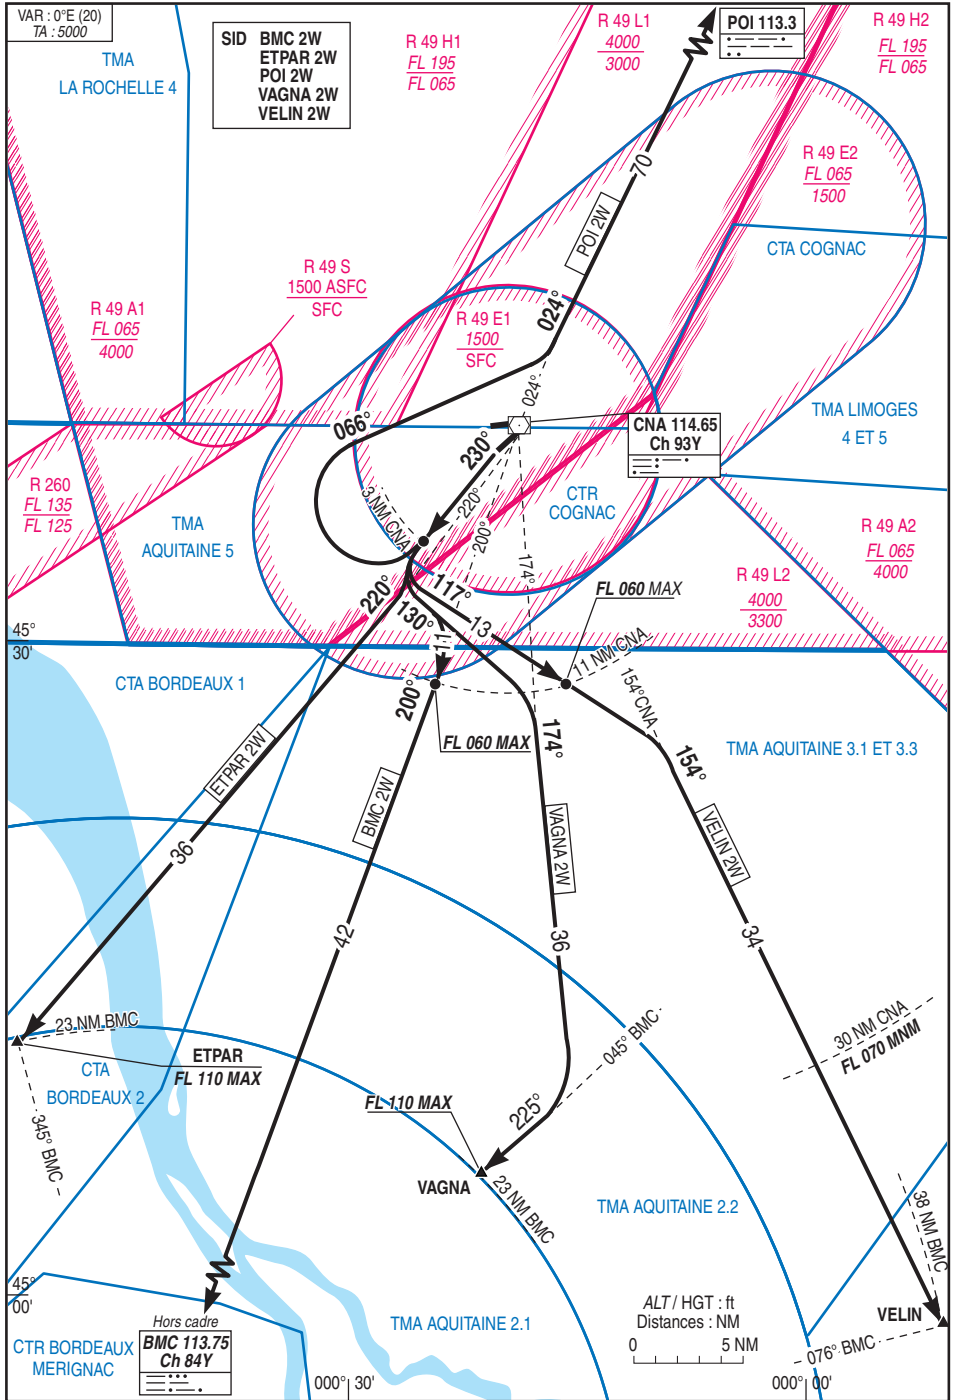 VAR : 0°E (20)
TA : 5000
SID BMC 2W
ETPAR 2W
POI 2W
VAGNA 2W
VELIN 2W
TMA
LA ROCHELLE 4
R 49 H1
FL 195
FL 065
R 49 L1
4000
3000
POI 113.3
R 49 H2
FL 195
FL 065
R 49 E2
FL 065
1500
CTA COGNAC
70
POI 2W
024°
R 49 S
1500 ASFC
SFC
R 49 A1
FL 065
4000
R 49 E1
1500
SFC
024°
066°
230°
CNA 114.65
Ch 93Y
TMA LIMOGES
4 ET 5
R 260
FL 135
FL 125
TMA
AQUITAINE 5
3 NM CNA
220°
200°
174°
CTR
COGNAC
R 49 A2
FL 065
4000
R 49 L2
4000
3300
220°
117°
130°
13
11
FL 060 MAX
45°
30'
CTA BORDEAUX 1
200°
11 NM CNA
154°CNA
FL 060 MAX
174°
154°
TMA AQUITAINE 3.1 ET 3.3
ETPAR 2W
BMC 2W
VAGNA 2W
VELIN 2W
36
42
36
34
23 NM BMC
ETPAR
FL 110 MAX
CTA
BORDEAUX 2
345° BMC
045° BMC
30 NM CNA
FL 070 MNM
FL 110 MAX
225°
VAGNA
23 NM BMC
TMA AQUITAINE 2.2
38 NM BMC
45°
00'
Hors cadre
BMC 113.75
Ch 84Y
CTR BORDEAUX
MERIGNAC
TMA AQUITAINE 2.1
ALT / HGT : ft
Distances : NM
0 5 NM
VELIN
076° BMC
000° 30'
000° 00'